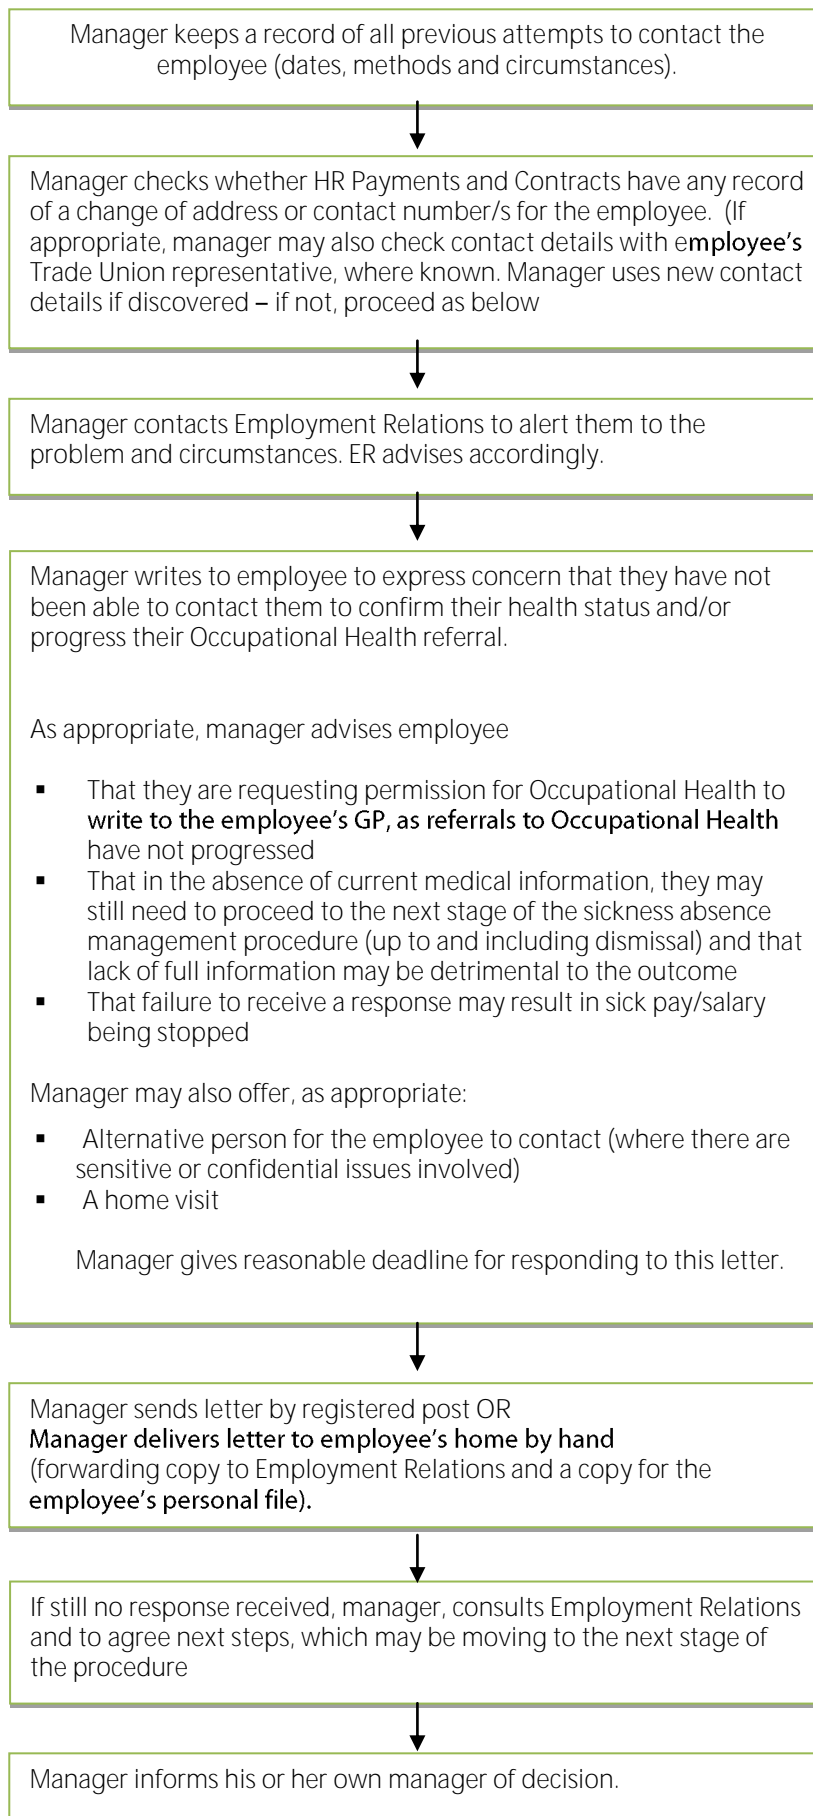 Manager keeps a record of all previous attempts to contact the
employee (dates, methods and circumstances).
Manager checks whether HR Payments and Contracts have any record
of a change of address or contact number/s for the employee.  (If
appropriate, manager may also check contact details with employee’s
Trade Union representative, where known. Manager uses new contact
details if discovered – if not, proceed as below
Manager contacts Employment Relations to alert them to the
problem and circumstances. ER advises accordingly.
Manager writes to employee to express concern that they have not
been able to contact them to confirm their health status and/or
progress their Occupational Health referral.
As appropriate, manager advises employee
▪ That they are requesting permission for Occupational Health to
write to the employee’s GP, as referrals to Occupational Health
have not progressed
▪ That in the absence of current medical information, they may
still need to proceed to the next stage of the sickness absence
management procedure (up to and including dismissal) and that
lack of full information may be detrimental to the outcome
▪ That failure to receive a response may result in sick pay/salary
being stopped
Manager may also offer, as appropriate:
▪ Alternative person for the employee to contact (where there are
sensitive or confidential issues involved)
▪ A home visit
Manager gives reasonable deadline for responding to this letter.
Manager sends letter by registered post OR
Manager delivers letter to employee’s home by hand
(forwarding copy to Employment Relations and a copy for the
employee’s personal file).
If still no response received, manager, consults Employment Relations
and to agree next steps, which may be moving to the next stage of
the procedure
Manager informs his or her own manager of decision.